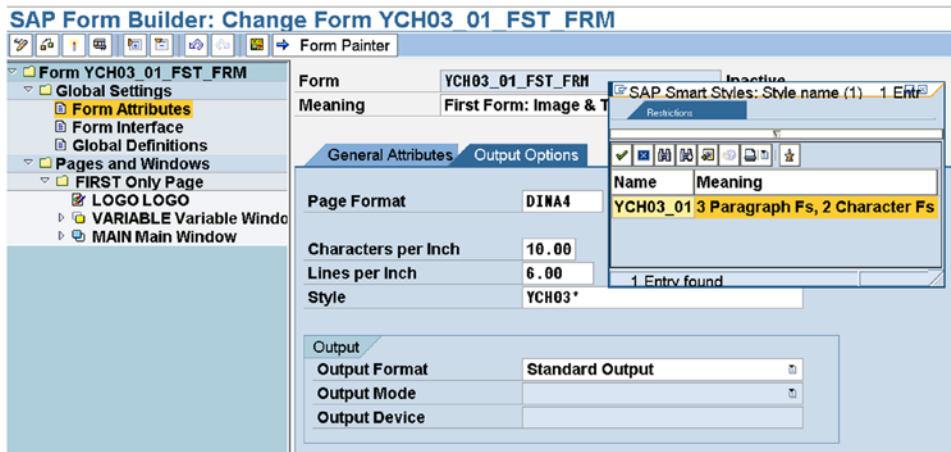 SAP Form Builder: Change Form YCH03_01_FST_FRM
Form Painter
Form YCH03_01_FST_FRM
Global Settings
Form Attributes
Form Interface
Global Definitions
Pages and Windows
FIRST Only Page
LOGO LOGO
VARIABLE Variable Windo
MAIN Main Window
Form YCH03_01_FST_FRM Inactive
Meaning First Form: Image & T
General Attributes Output Options
Page Format DINA4
Characters per Inch 10.00
Lines per Inch 6.00
Style YCH03*
Output
Output Format Standard Output
Output Mode
Output Device
SAP Smart Styles: Style name (1) 1 Entr
Restrictions
Name Meaning
YCH03_01 3 Paragraph Fs, 2 Character Fs
1 Entry found